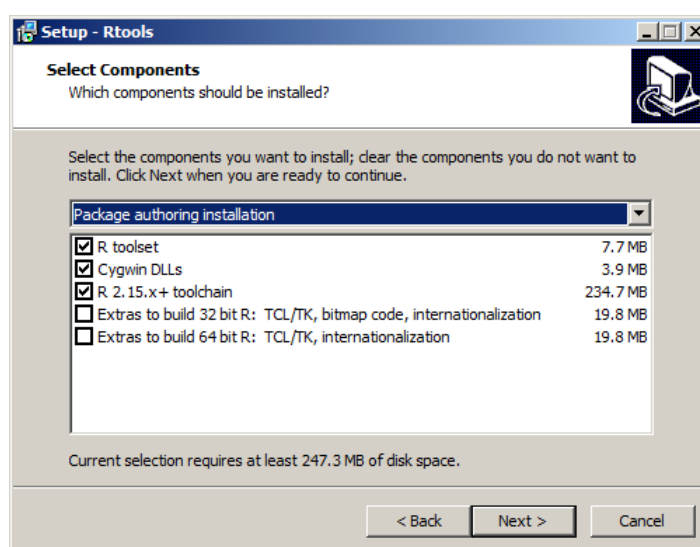 Setup - Rtools
Select Components
Which components should be installed?
Select the components you want to install; clear the components you do not want to
install. Click Next when you are ready to continue.
Package authoring installation
R toolset 7.7 MB
Cygwin DLLs 3.9 MB
R 2.15.x+ toolchain 234.7 MB
Extras to build 32 bit R: TCL/TK, bitmap code, internationalization 19.8 MB
Extras to build 64 bit R: TCL/TK, internationalization 19.8 MB
Current selection requires at least 247.3 MB of disk space.
< Back Next > Cancel